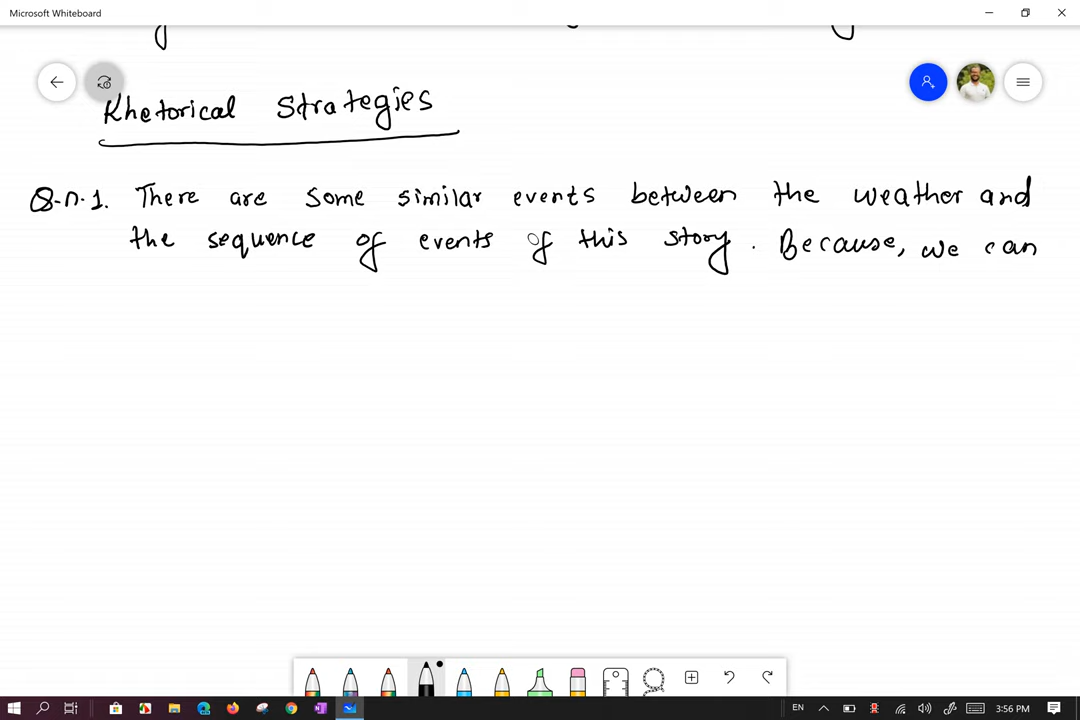 Microsoft Whiteboard
Rhetorical Strategies
Q.n.1. There are some similar events between the weather and
the sequence of events of this story. Because, we can
EN
3:56 PM